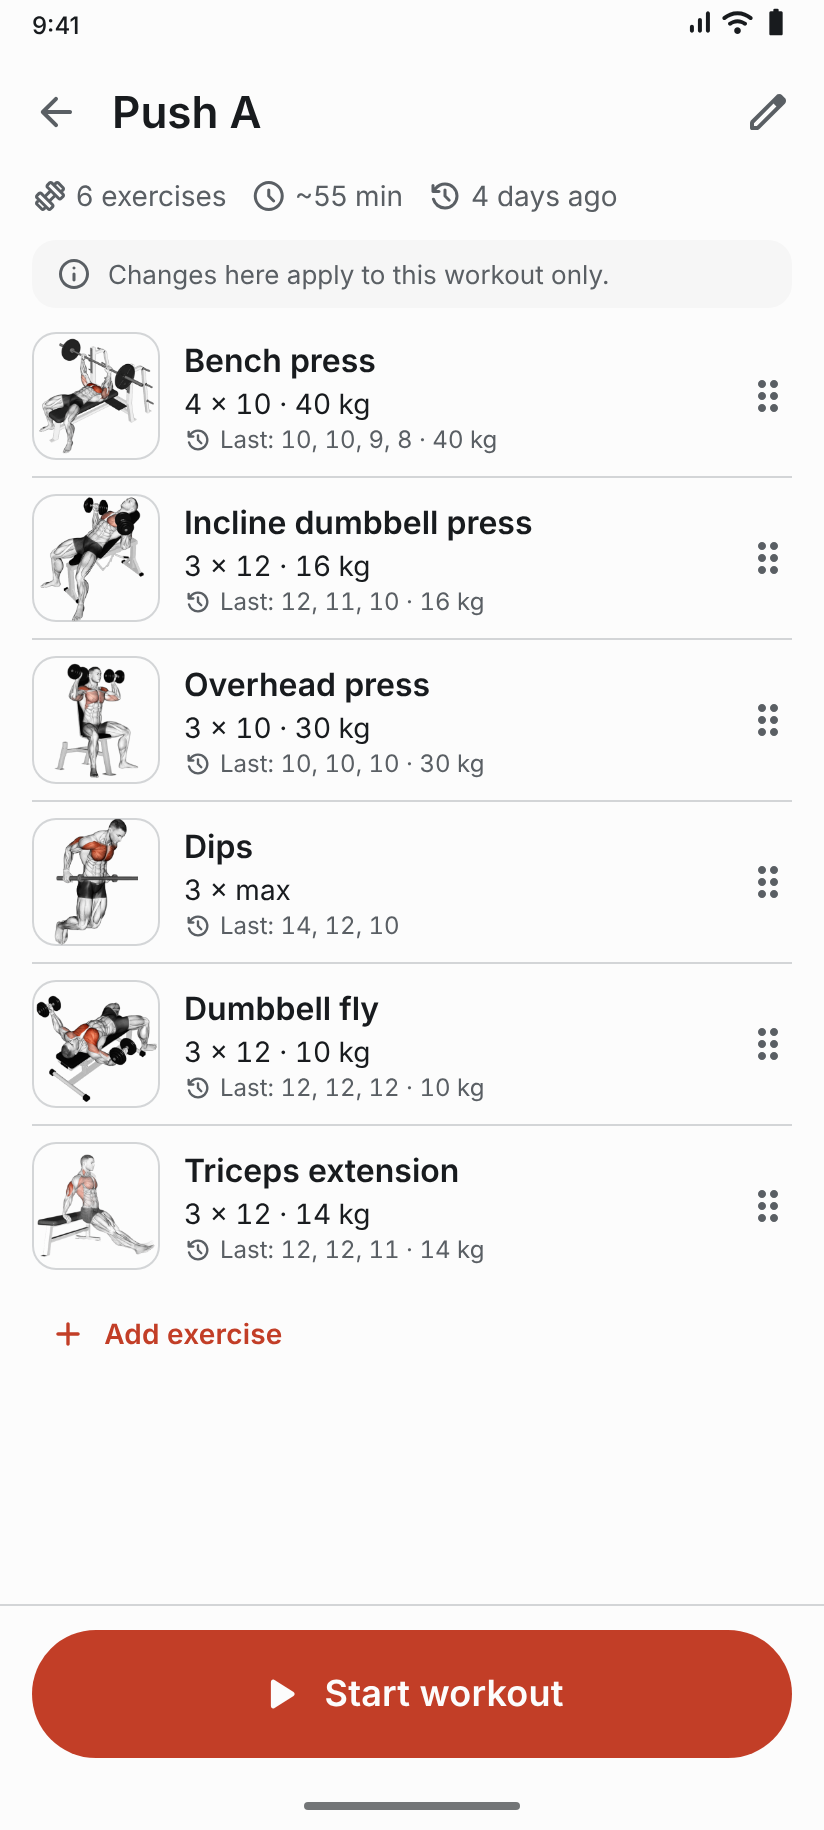 9:41
Push A
6 exercises ~55 min 4 days ago
Changes here apply to this workout only.
Bench press
4 × 10 · 40 kg
Last: 10, 10, 9, 8 · 40 kg
Incline dumbbell press
3 × 12 · 16 kg
Last: 12, 11, 10 · 16 kg
Overhead press
3 × 10 · 30 kg
Last: 10, 10, 10 · 30 kg
Dips
3 × max
Last: 14, 12, 10
Dumbbell fly
3 × 12 · 10 kg
Last: 12, 12, 12 · 10 kg
Triceps extension
3 × 12 · 14 kg
Last: 12, 12, 11 · 14 kg
Add exercise
Start workout